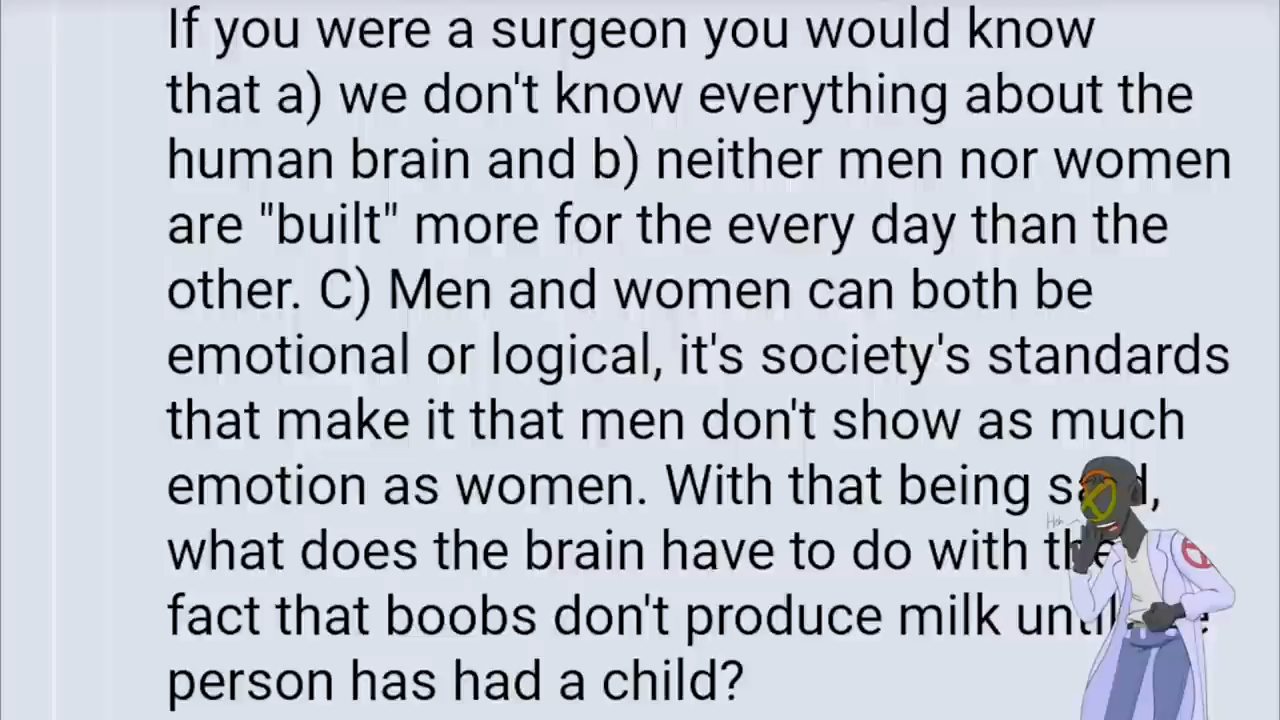 If you were a surgeon you would know
that a) we don't know everything about the
human brain and b) neither men nor women
are "built" more for the every day than the
other. C) Men and women can both be
emotional or logical, it's society's standards
that make it that men don't show as much
emotion as women. With that being said,
what does the brain have to do with the
fact that boobs don't produce milk until
person has had a child?